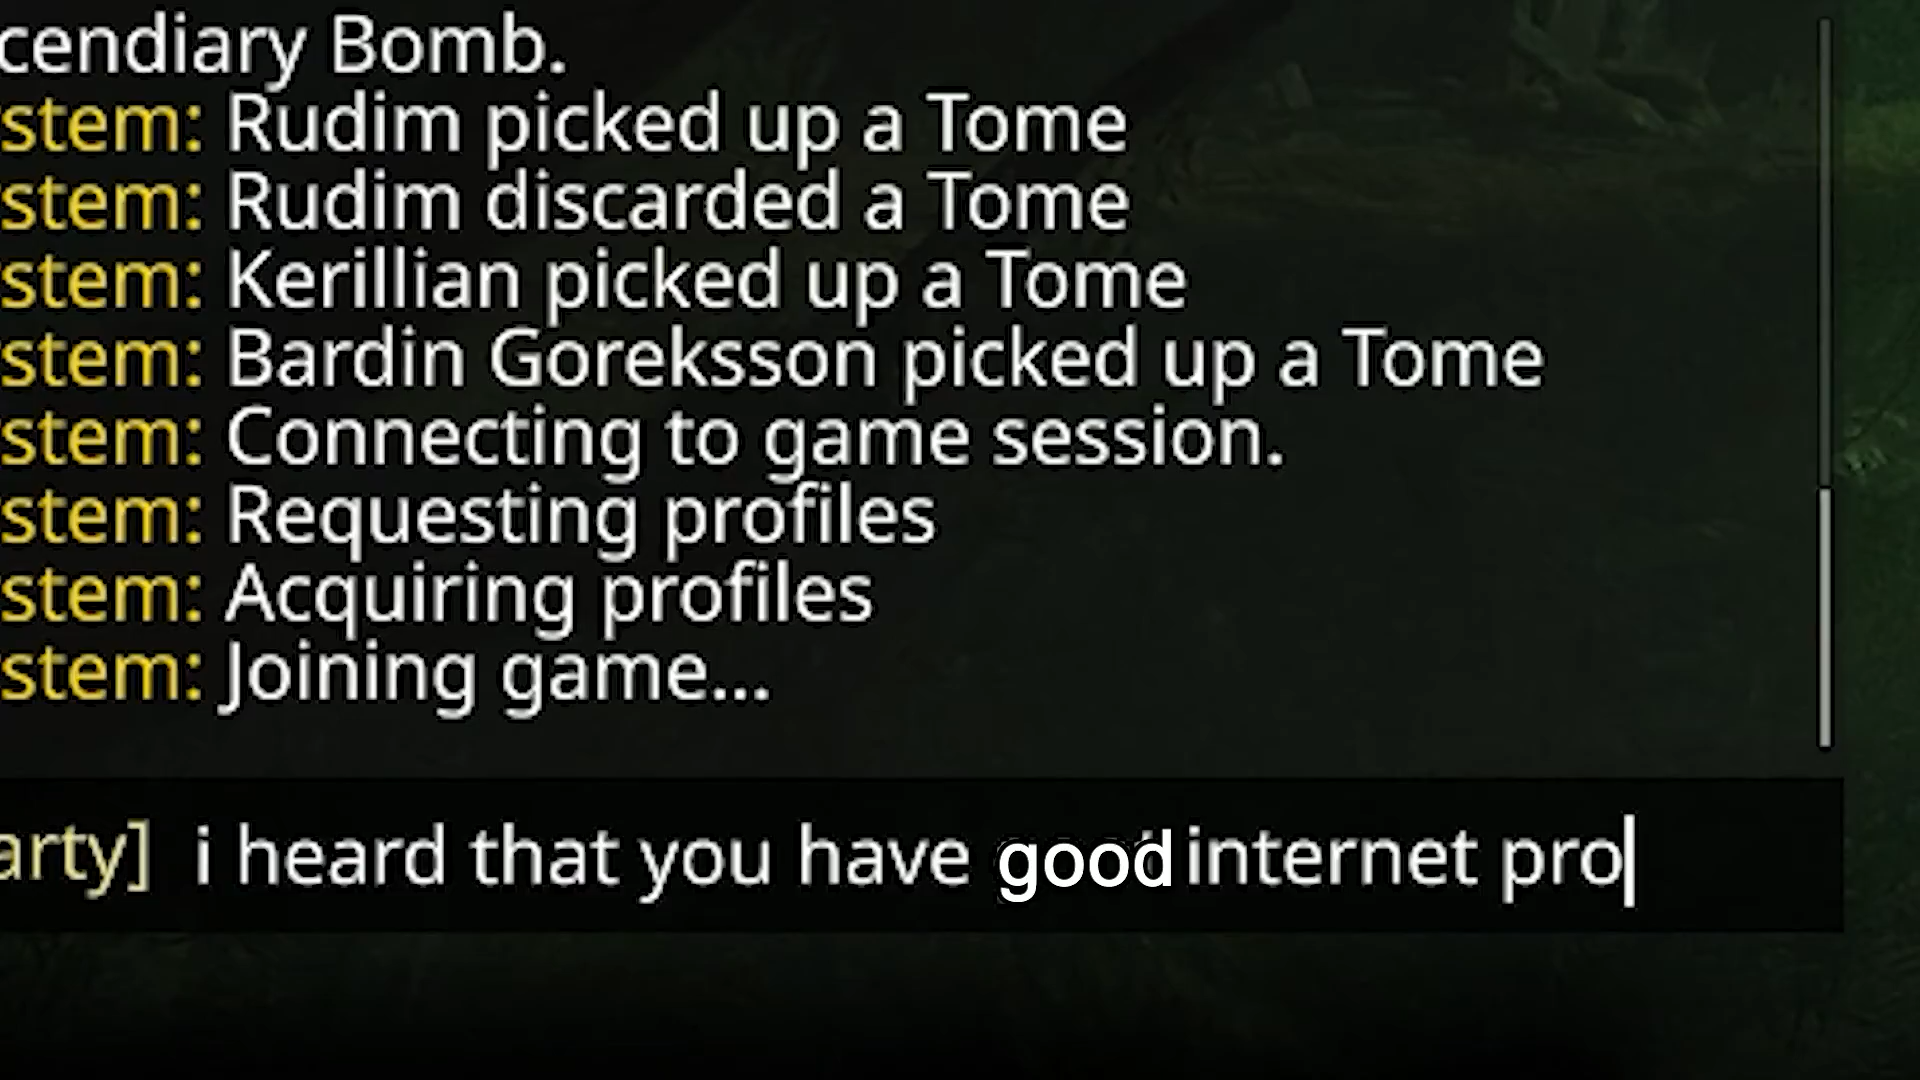 cendiary Bomb.
stem: Rudim picked up a Tome
stem: Rudim discarded a Tome
stem: Kerillian picked up a Tome
stem: Bardin Goreksson picked up a Tome
stem: Connecting to game session.
stem: Requesting profiles
stem: Acquiring profiles
stem: Joining game...
arty] i heard that you have good internet pro